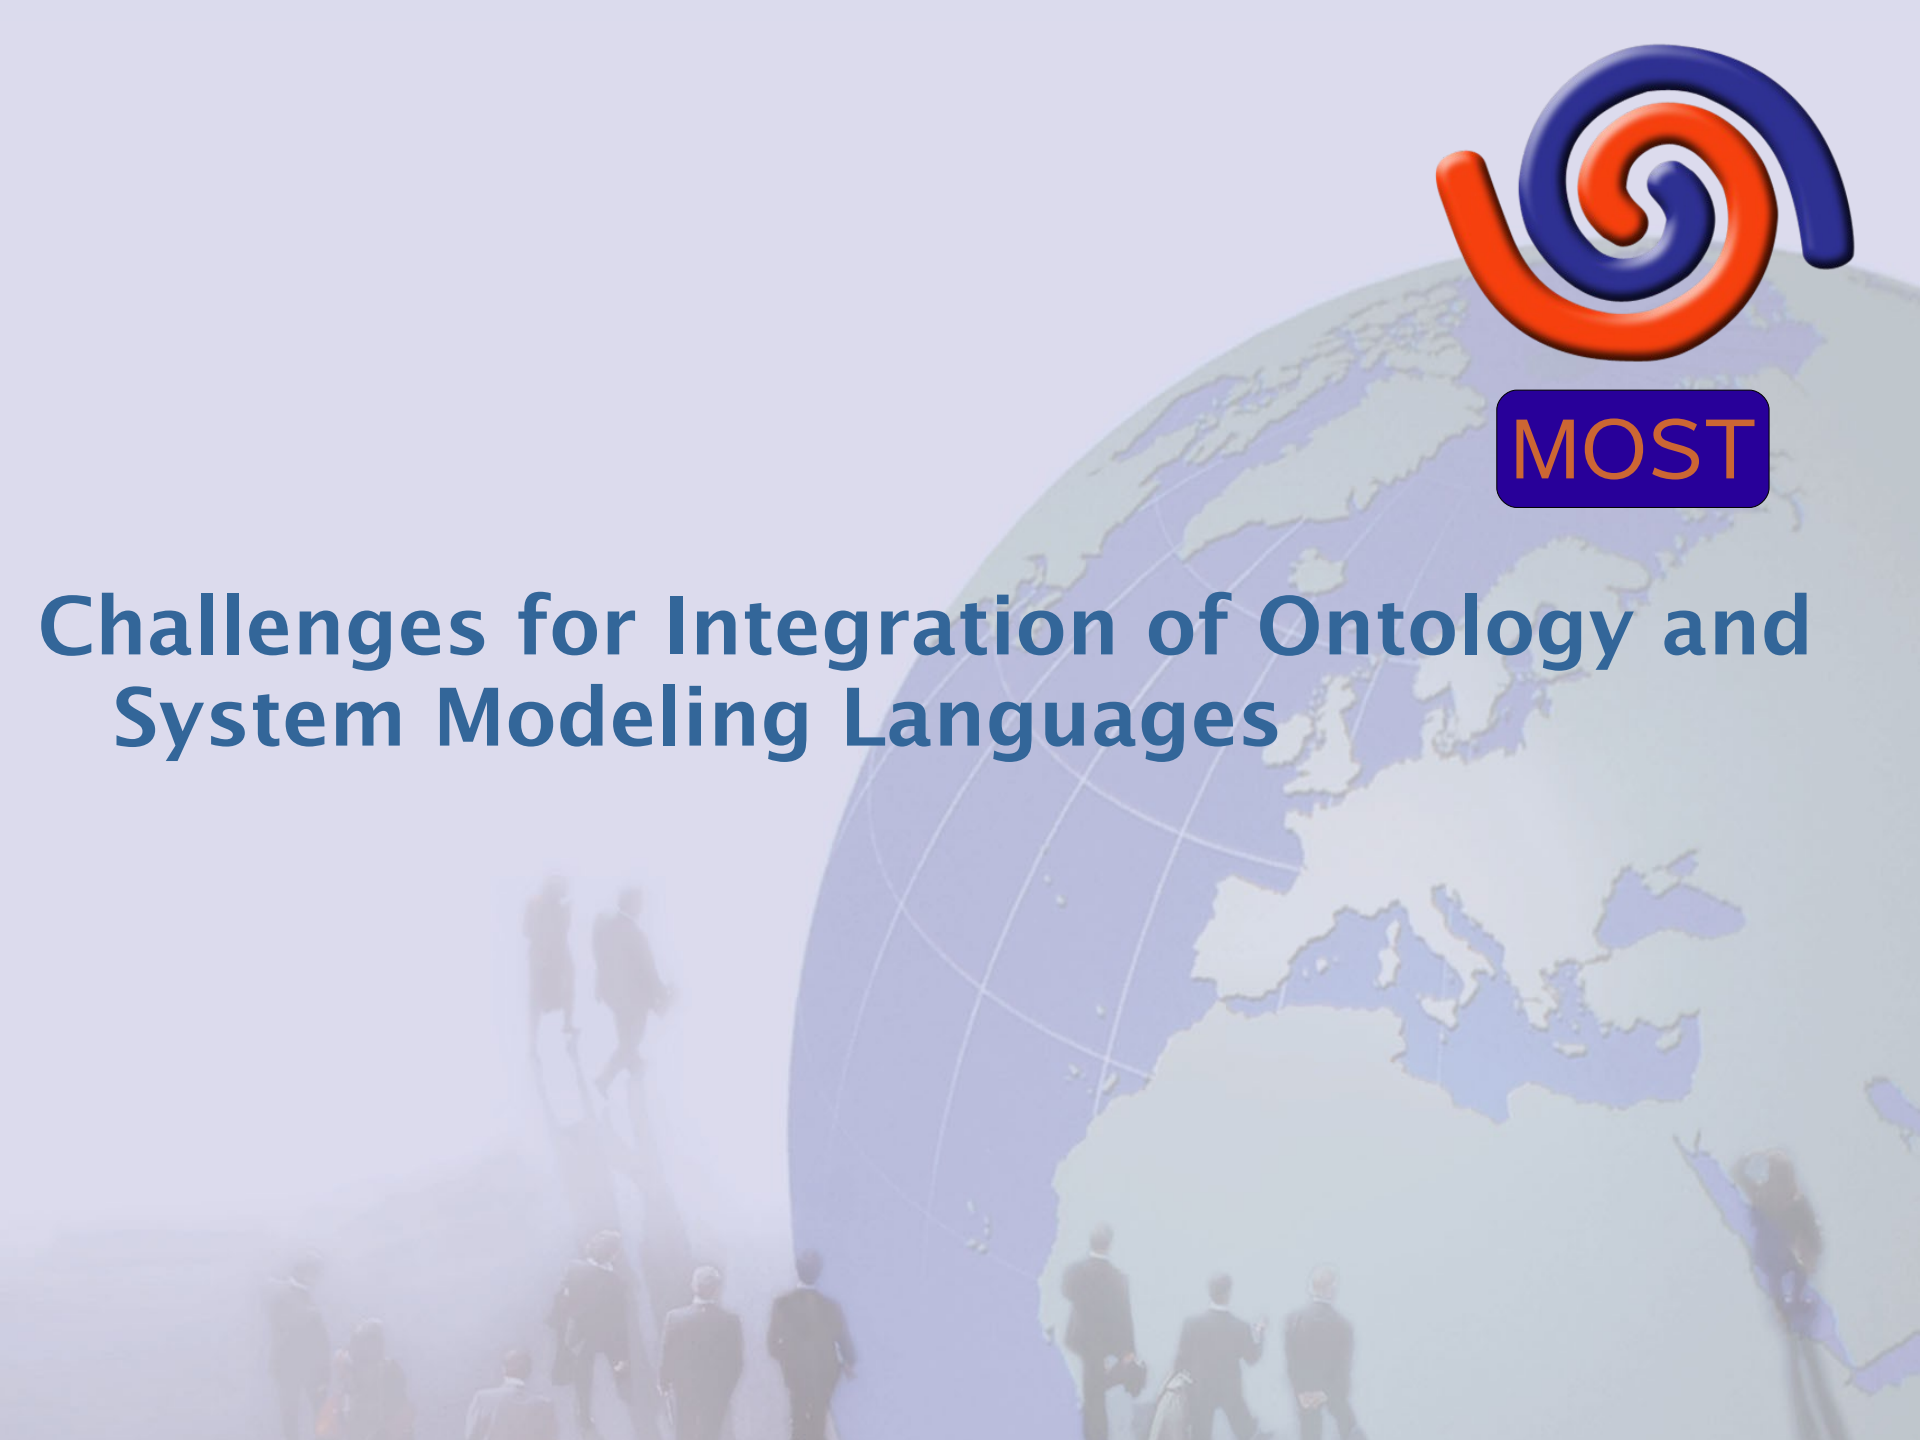 MOST
Challenges for Integration of Ontology and
System Modeling Languages